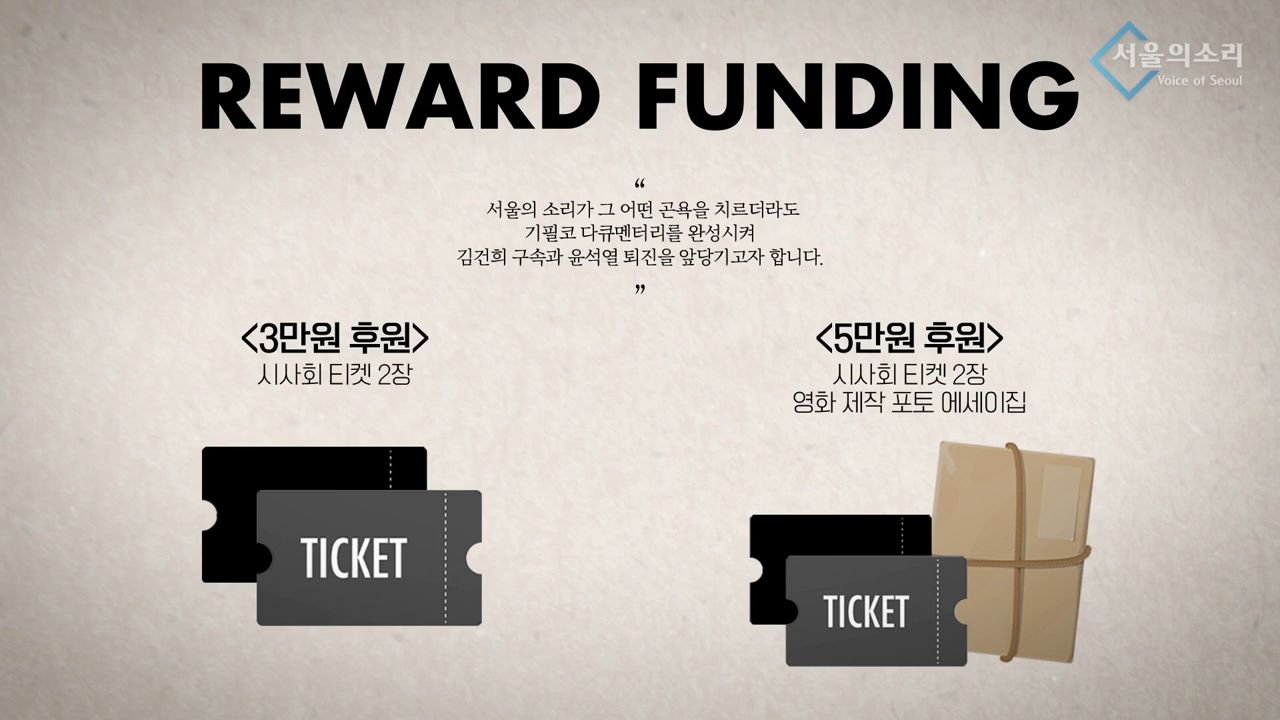 서울의소리
Voice of Seoul
REWARD FUNDING
“
서울의 소리가 그 어떤 곤욕을 치르더라도
기필코 다큐멘터리를 완성시켜
김건희 구속과 윤석열 퇴진을 앞당기고자 합니다.
”
<3만원 후원>
시사회 티켓 2장
<5만원 후원>
시사회 티켓 2장
영화 제작 포토 에세이집
TICKET
TICKET